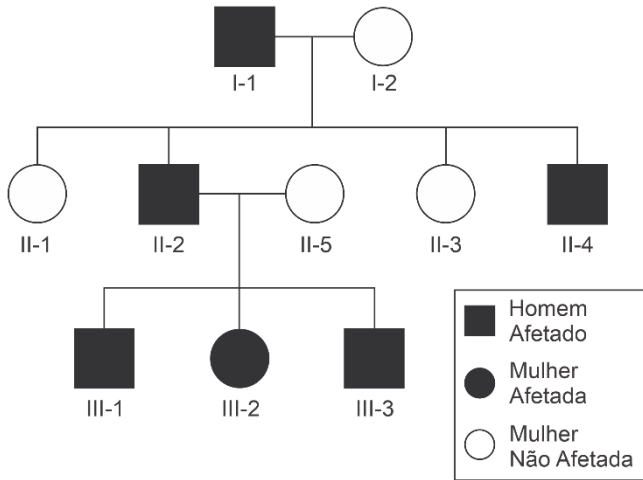 I-1
I-2
II-1
II-2
II-5
II-3
II-4
III-1
III-2
III-3
Homem
Afetado
Mulher
Afetada
Mulher
Não Afetada